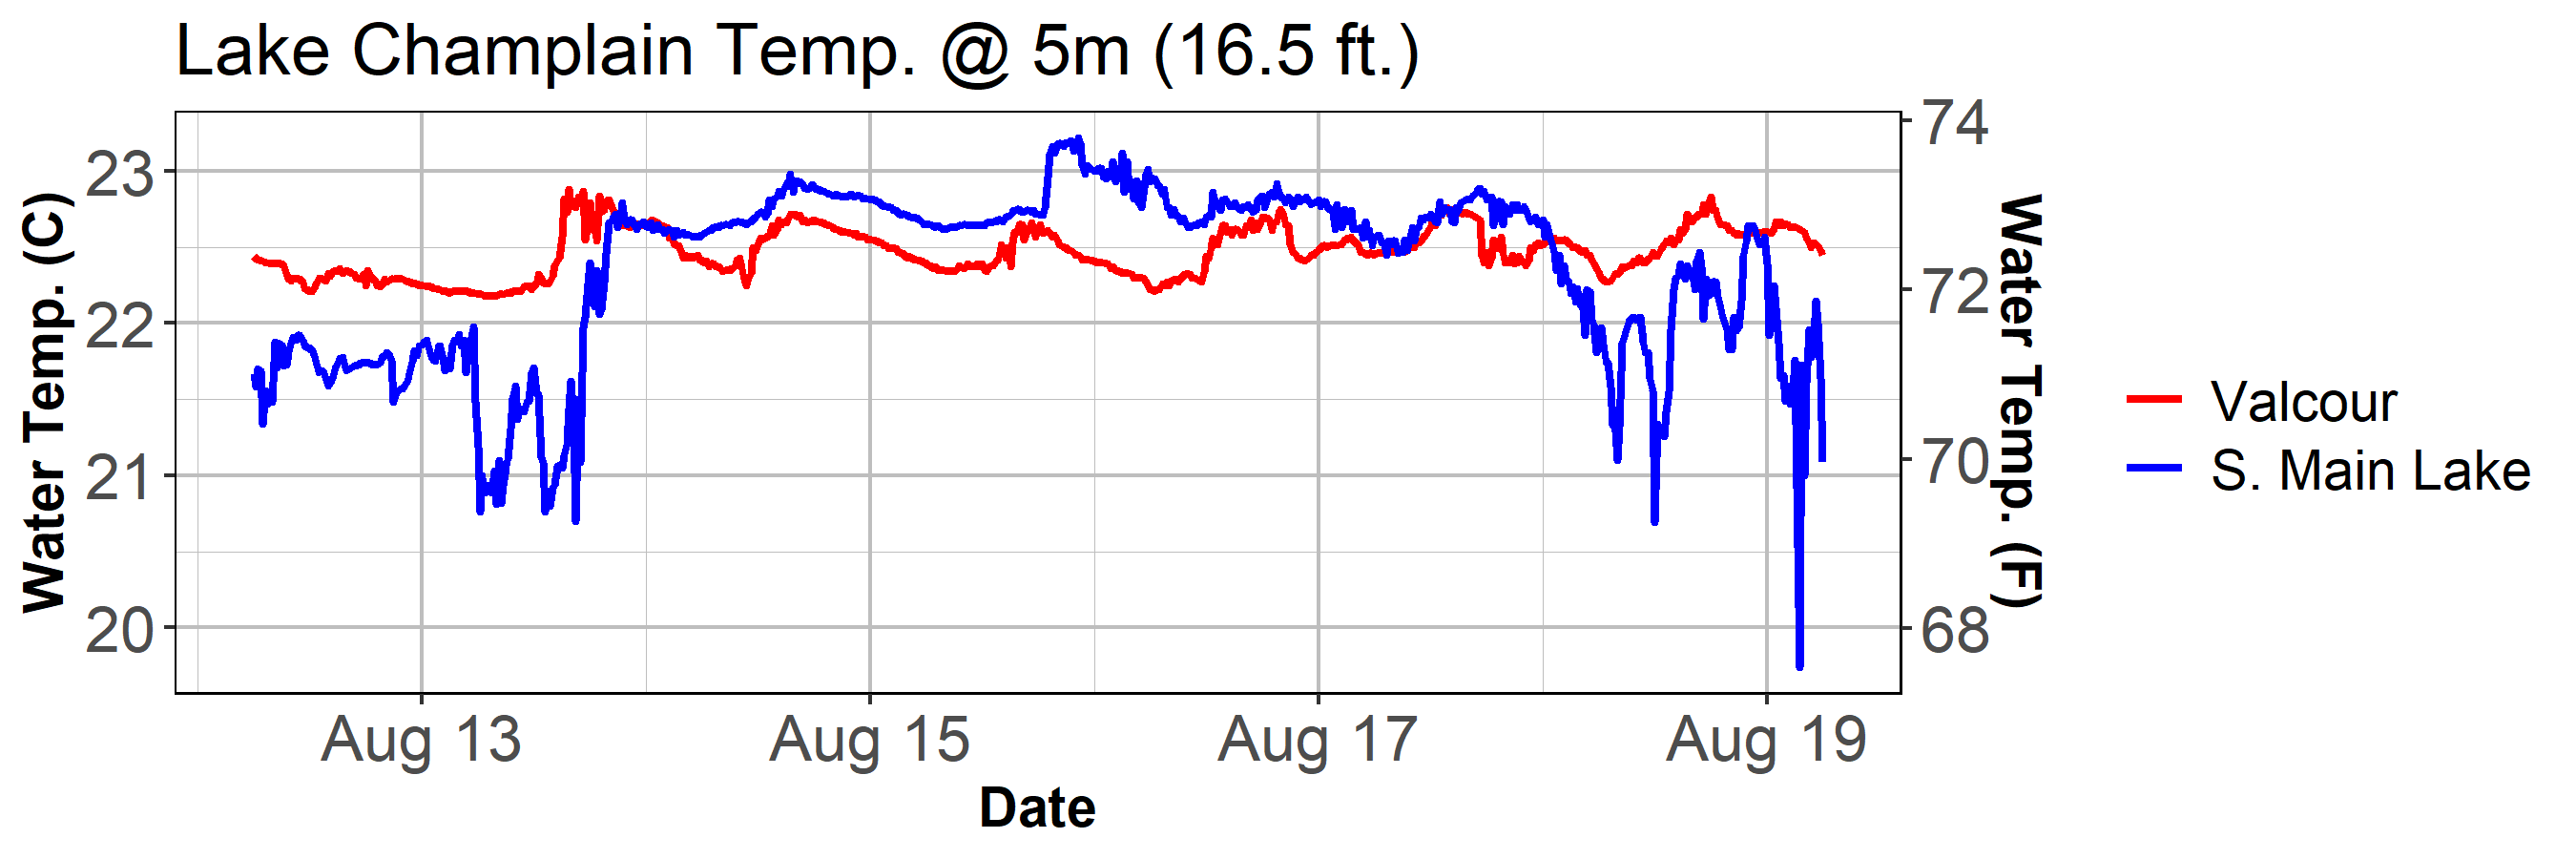 Lake Champlain Temp. @ 5m (16.5 ft.)
Water Temp. (C)
23
22
21
20
74
72
70
68
Water Temp. (F)
Aug 13
Aug 15
Aug 17
Aug 19
Date
Valcour
S. Main Lake